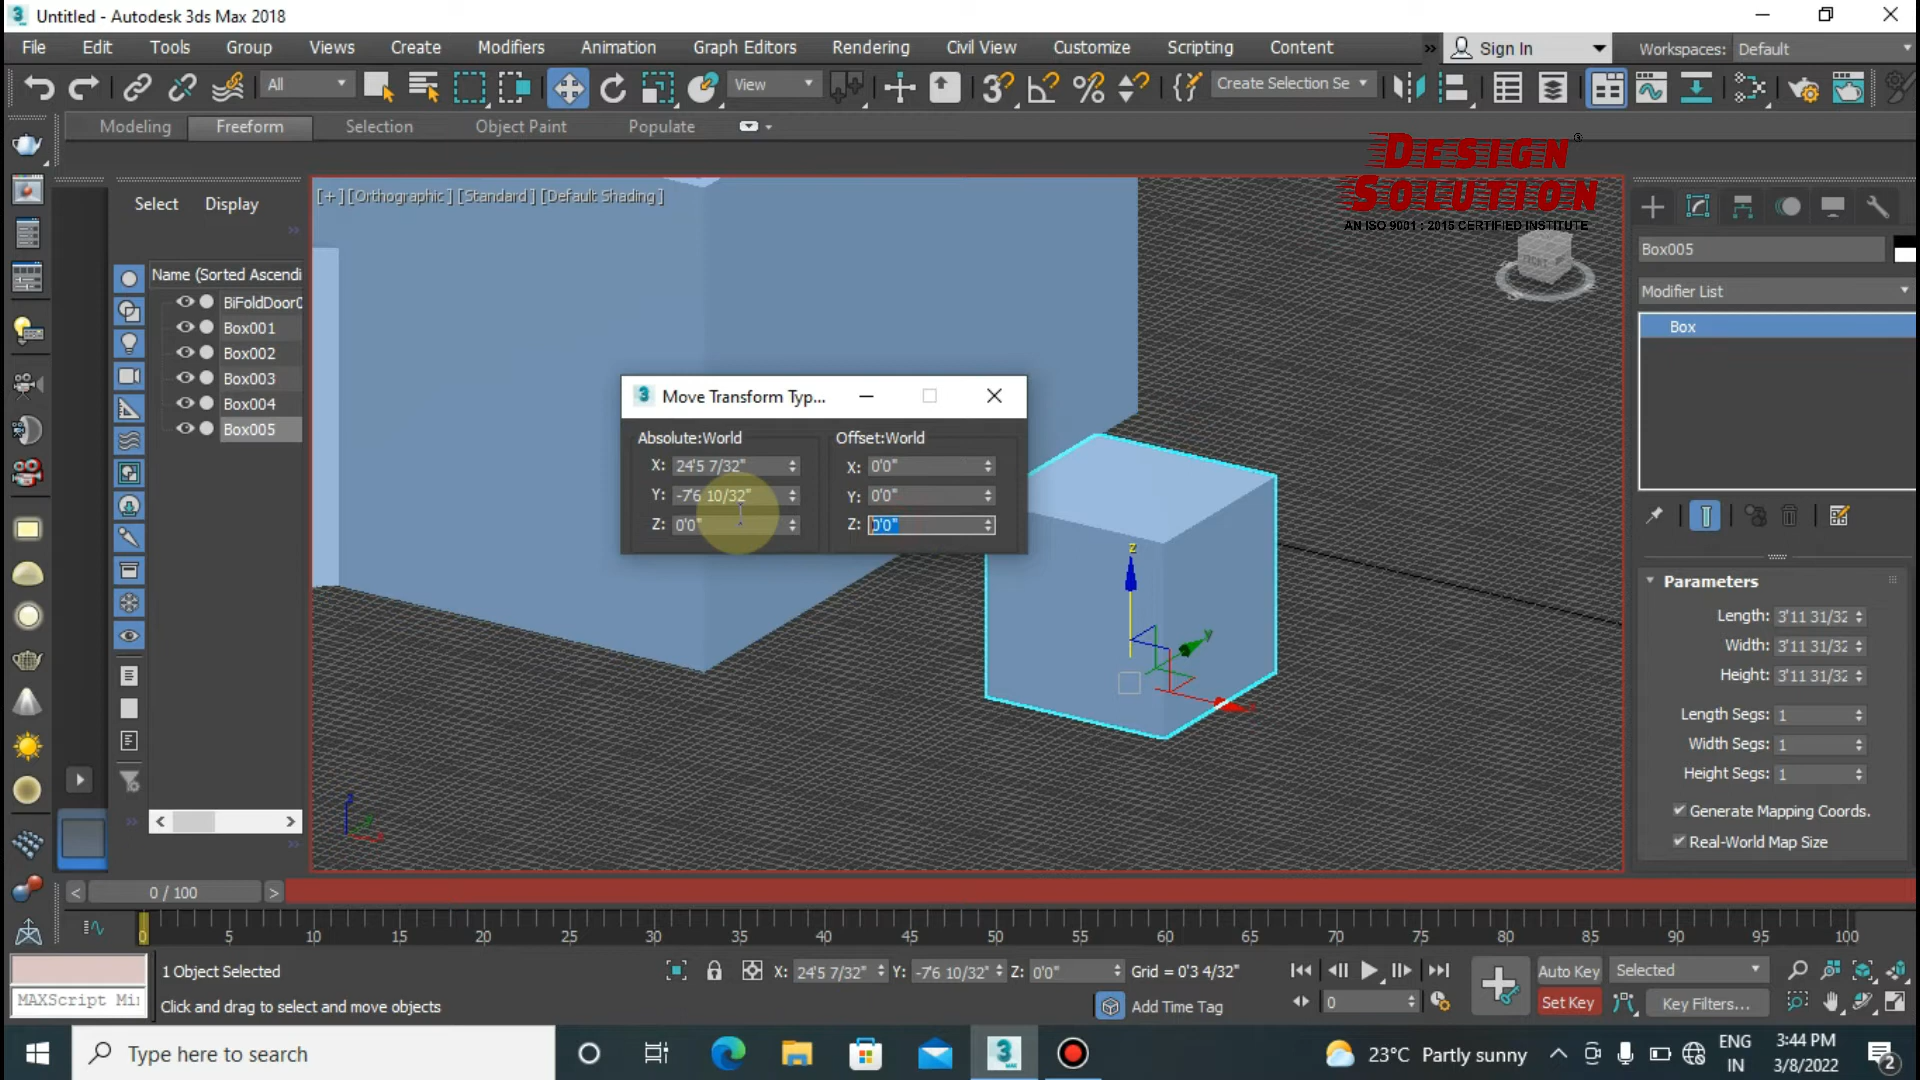 Untitled - Autodesk 3ds Max 2018
File Edit Tools Group Views Create Modifiers Animation Graph Editors Rendering Civil View Customize Scripting Content » Sign In Workspaces: Default
All View Create Selection Se
Modeling Freeform Selection Object Paint Populate
DESIGN
SOLUTION
AN ISO 9001 : 2015 CERTIFIED INSTITUTE
Select Display
[+] [Orthographic] [Standard] [Default Shading]
FRONT
Name (Sorted Ascendi
BiFoldDoor0
Box001
Box002
Box003
Box004
Box005
Move Transform Typ...
Absolute:World Offset:World
X: 24'5 7/32" X: 0'0"
Y: -7'6 10/32" Y: 0'0"
Z: 0'0" Z: 0'0"
z
y
Box005
Modifier List
Box
Parameters
Length: 3'11 31/32
Width: 3'11 31/32
Height: 3'11 31/32
Length Segs: 1
Width Segs: 1
Height Segs: 1
Generate Mapping Coords.
Real-World Map Size
< 0 / 100 >
0 5 10 15 20 25 30 35 40 45 50 55 60 65 70 75 80 85 90 95 100
1 Object Selected X: 24'5 7/32" Y: -7'6 10/32" Z: 0'0" Grid = 0'3 4/32" Auto Key Selected
MAXScript Mi Click and drag to select and move objects Add Time Tag 0 Set Key Key Filters...
Type here to search 23°C Partly sunny ENG IN 3:44 PM 3/8/2022 2